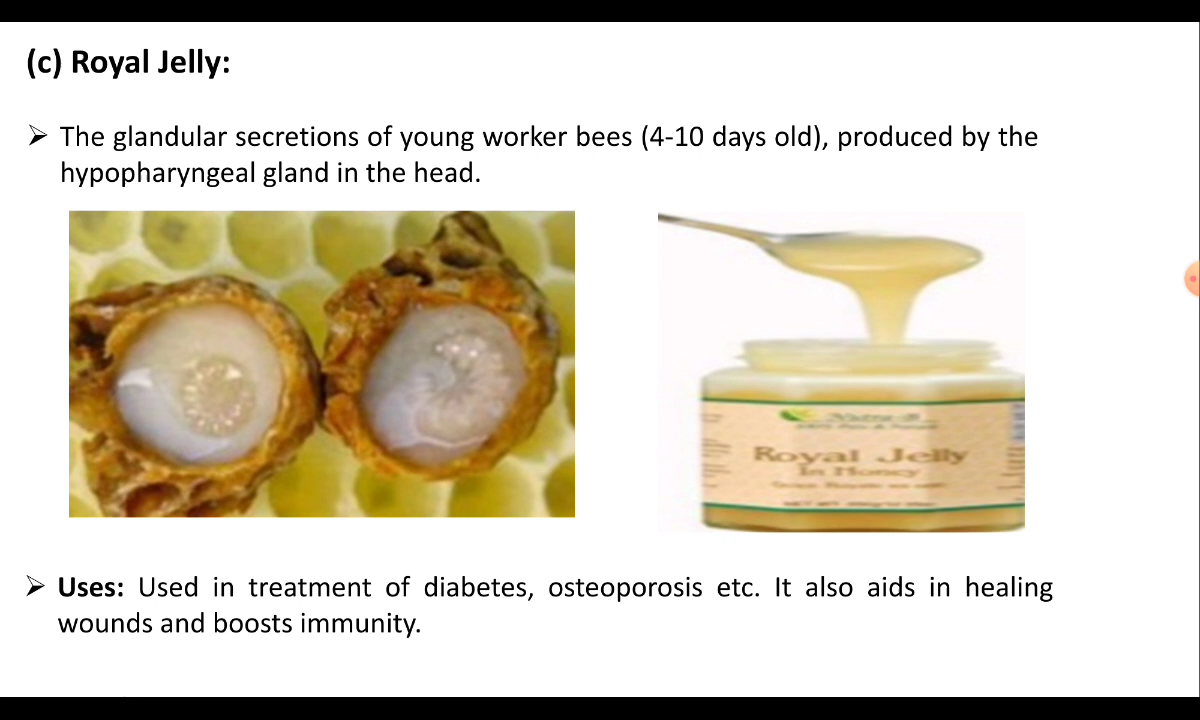 (c) Royal Jelly:
➢ The glandular secretions of young worker bees (4-10 days old), produced by the
hypopharyngeal gland in the head.
Royal Jelly
In Honey
➢ Uses: Used in treatment of diabetes, osteoporosis etc. It also aids in healing
wounds and boosts immunity.